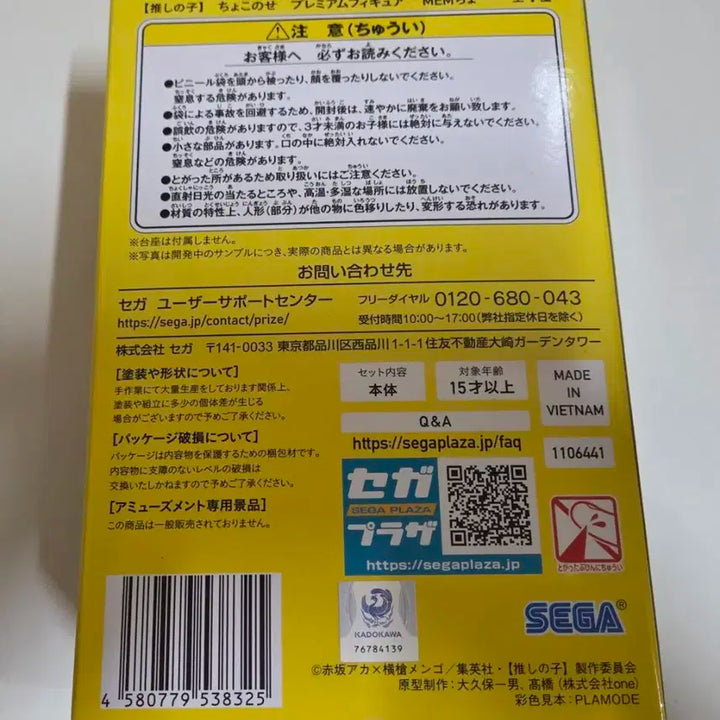 【推しの子】 ちょこのせ プレミアムフィギュア MEMちょ
⚠注 意(ちゅうい)
お客様へ 必ずお読みください。
●ビニール袋を頭から被ったり、顔を覆ったりしないでください。
窒息する危険があります。
●袋による事故を回避するため、開封後は、速やかに廃棄をお願い致します。
●誤飲の危険がありますので、3才未満のお子様には絶対に与えないでください。
●小さな部品があります。口の中に絶対入れないでください。
窒息などの危険があります。
●とがった所があるため取り扱いにはご注意ください。
●直射日光の当たるところや、高温・多湿な場所には放置しないでください。
●材質の特性上、人形(部分)が他の物に色移りしたり、変形する恐れがあります。
※台座は付属しません。
※写真は開発中のサンプルにつき、実際の商品とは異なる場合があります。
お問い合わせ先
セガ ユーザーサポートセンター フリーダイヤル 0120-680-043
https://sega.jp/contact/prize/ 受付時間10:00～17:00(弊社指定休日を除く)
株式会社 セガ 〒141-0033 東京都品川区西品川1-1-1住友不動産大崎ガーデンタワー
[塗装や形状について]
手作業にて大量生産をしております関係上、
塗装や組立に多少の個体差が生じる
場合がございますので予めご了承ください。
[パッケージ破損について]
パッケージは内容物を保護するための梱包材です。
内容物に支障のないレベルの破損は
交換いたしかねますので予めご了承ください。
[アミューズメント専用景品]
この商品は一般販売されておりません。
セット内容
本体
対象年齢
15才以上
MADE
IN
VIETNAM
Q&A
https://segaplaza.jp/faq
1106441
セガ
SEGA PLAZA
プラザ
https://segaplaza.jp
とがったぶひんにちゅうい
KADOKAWA
76784139
SEGA®
4 580779 538325
©赤坂アカ×横槍メンゴ／集英社・【推しの子】製作委員会
原型制作：大久保一男、髙橋(株式会社one)
彩色見本：PLAMODE